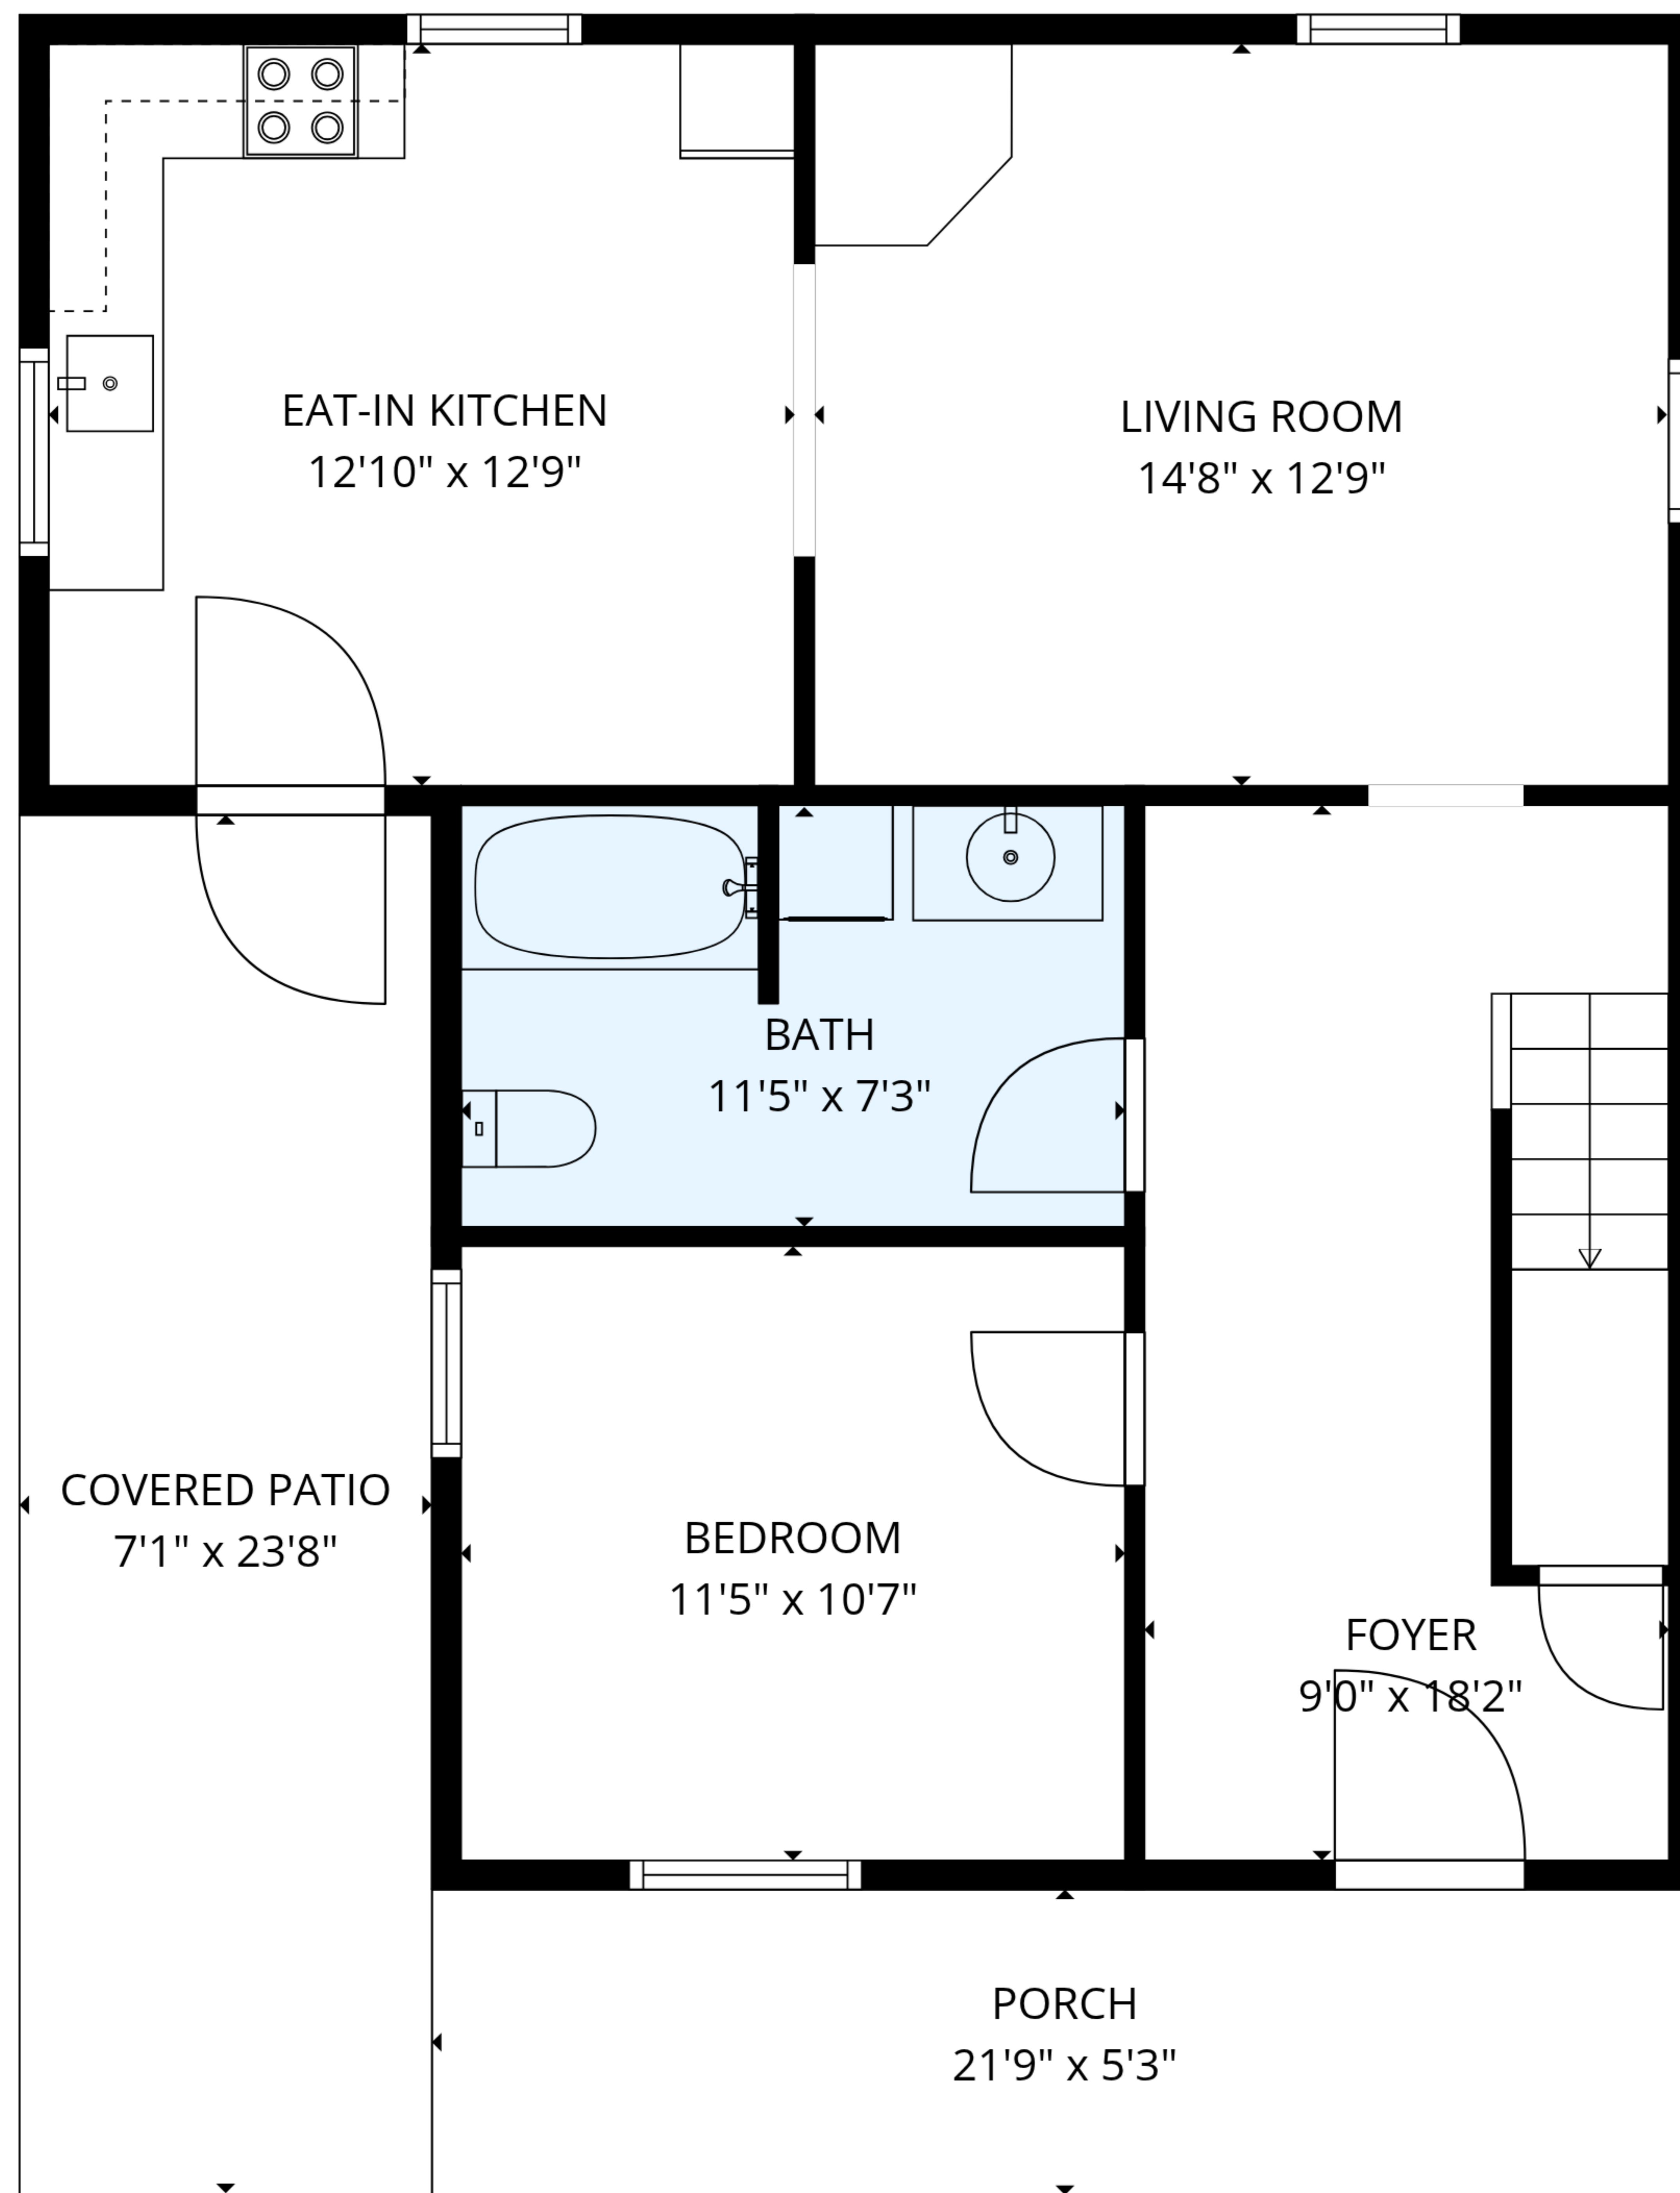 EAT-IN KITCHEN
12'10" x 12'9"
LIVING ROOM
14'8" x 12'9"
BATH
11'5" x 7'3"
COVERED PATIO
7'1" x 23'8"
BEDROOM
11'5" x 10'7"
FOYER
9'0" x 18'2"
PORCH
21'9" x 5'3"